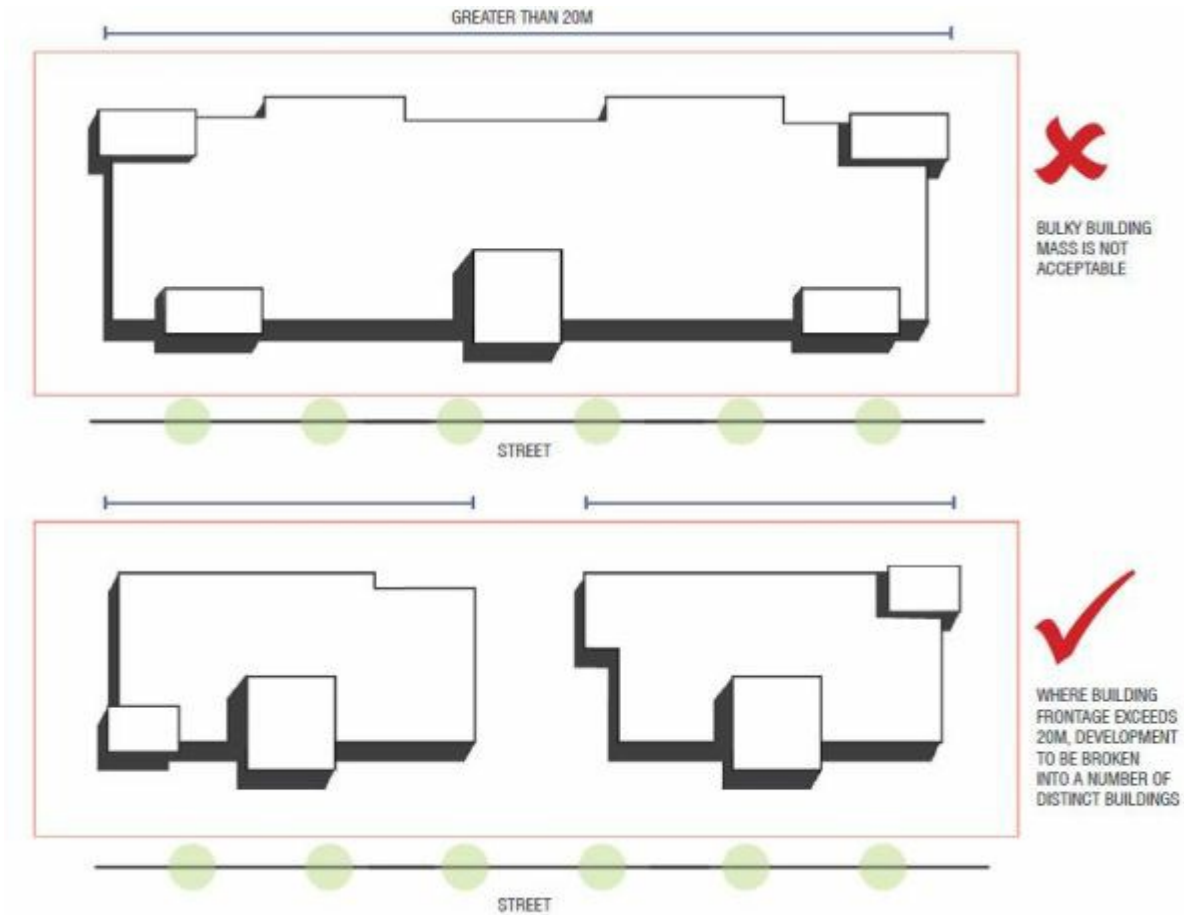 GREATER THAN 20M
BULKY BUILDING
MASS IS NOT
ACCEPTABLE
STREET
WHERE BUILDING
FRONTAGE EXCEEDS
20M, DEVELOPMENT
TO BE BROKEN
INTO A NUMBER OF
DISTINCT BUILDINGS
STREET